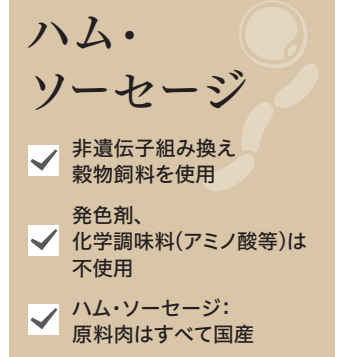 ハム・
ソーセージ
非遺伝子組み換え
穀物飼料を使用
発色剤、
化学調味料（アミノ酸等）は
不使用
ハム・ソーセージ：
原料肉はすべて国産